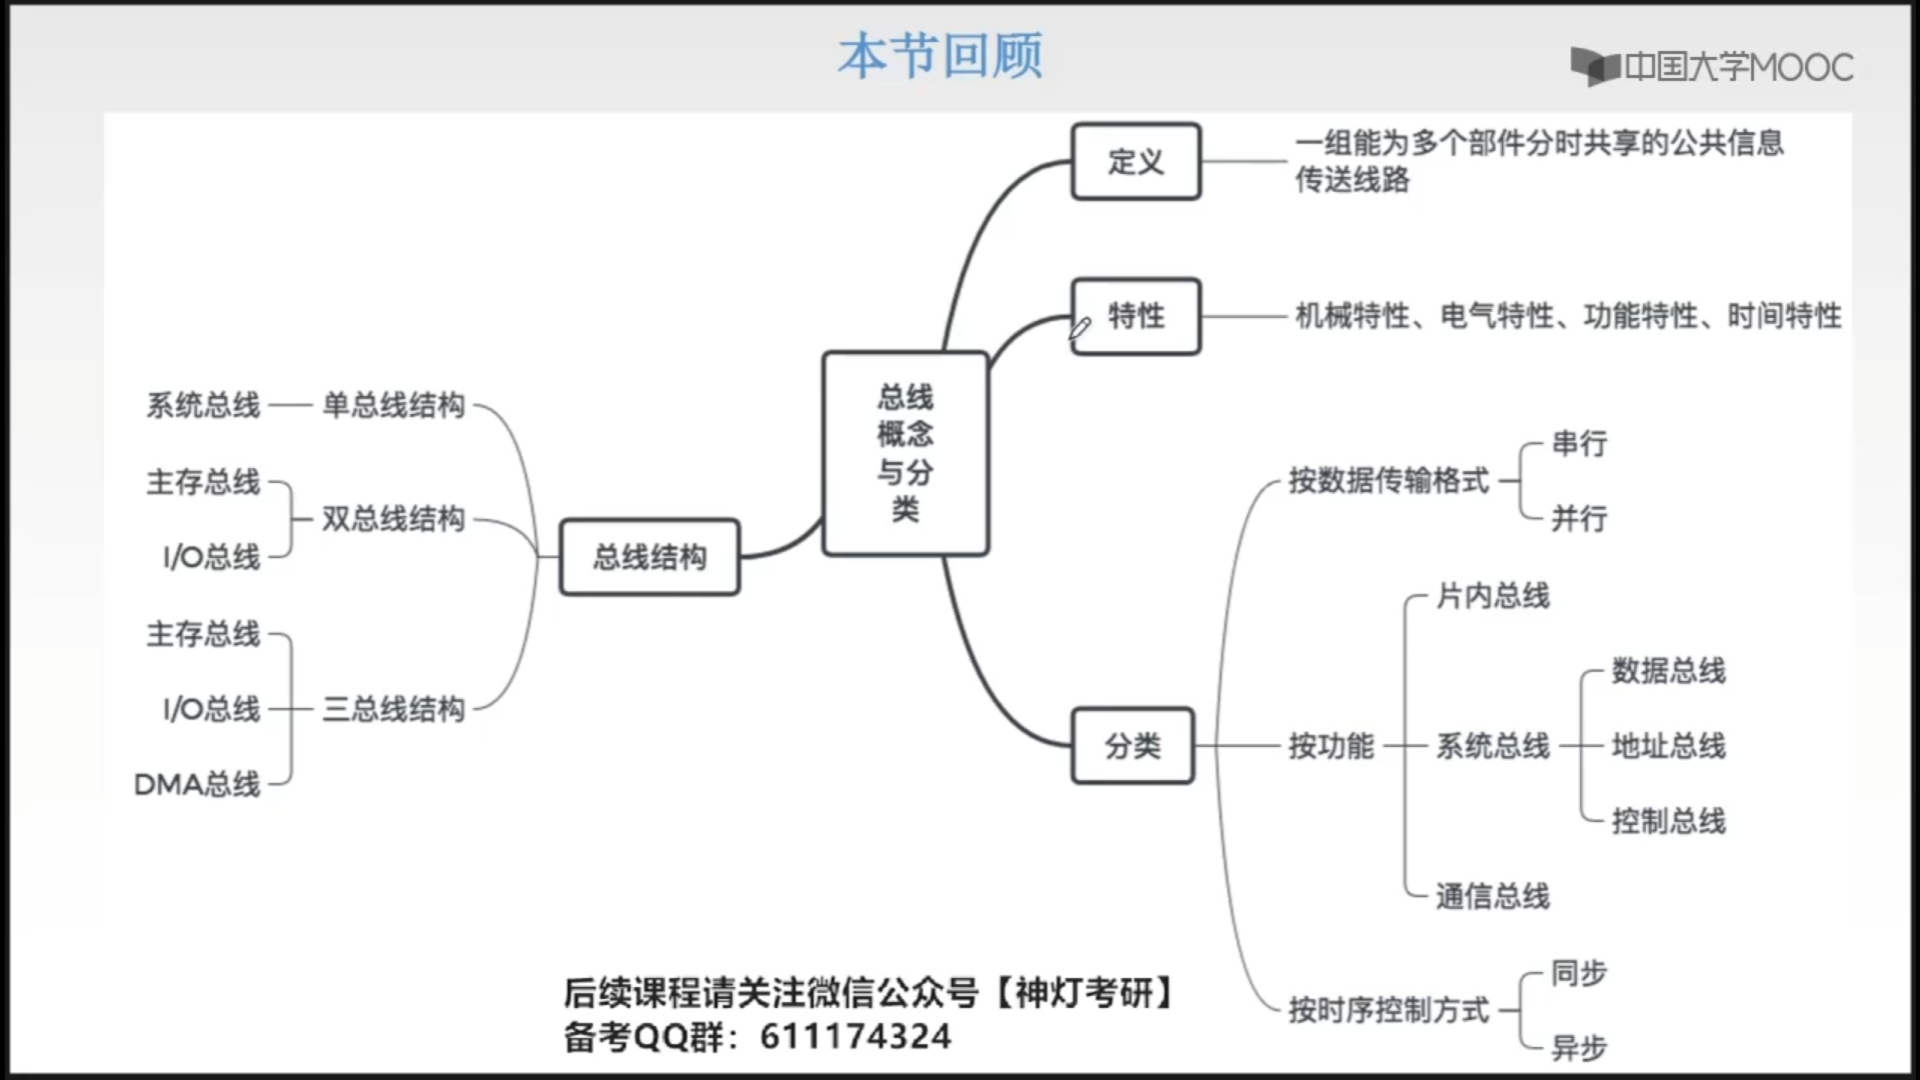 本节回顾
中国大学MOOC
定义
一组能为多个部件分时共享的公共信息
传送线路
特性
机械特性、电气特性、功能特性、时间特性
总线
概念
与分
类
系统总线
单总线结构
主存总线
双总线结构
I/O总线
总线结构
主存总线
I/O总线
三总线结构
DMA总线
分类
按数据传输格式
串行
并行
按功能
片内总线
系统总线
数据总线
地址总线
控制总线
通信总线
按时序控制方式
同步
异步
后续课程请关注微信公众号【神灯考研】
备考QQ群：611174324